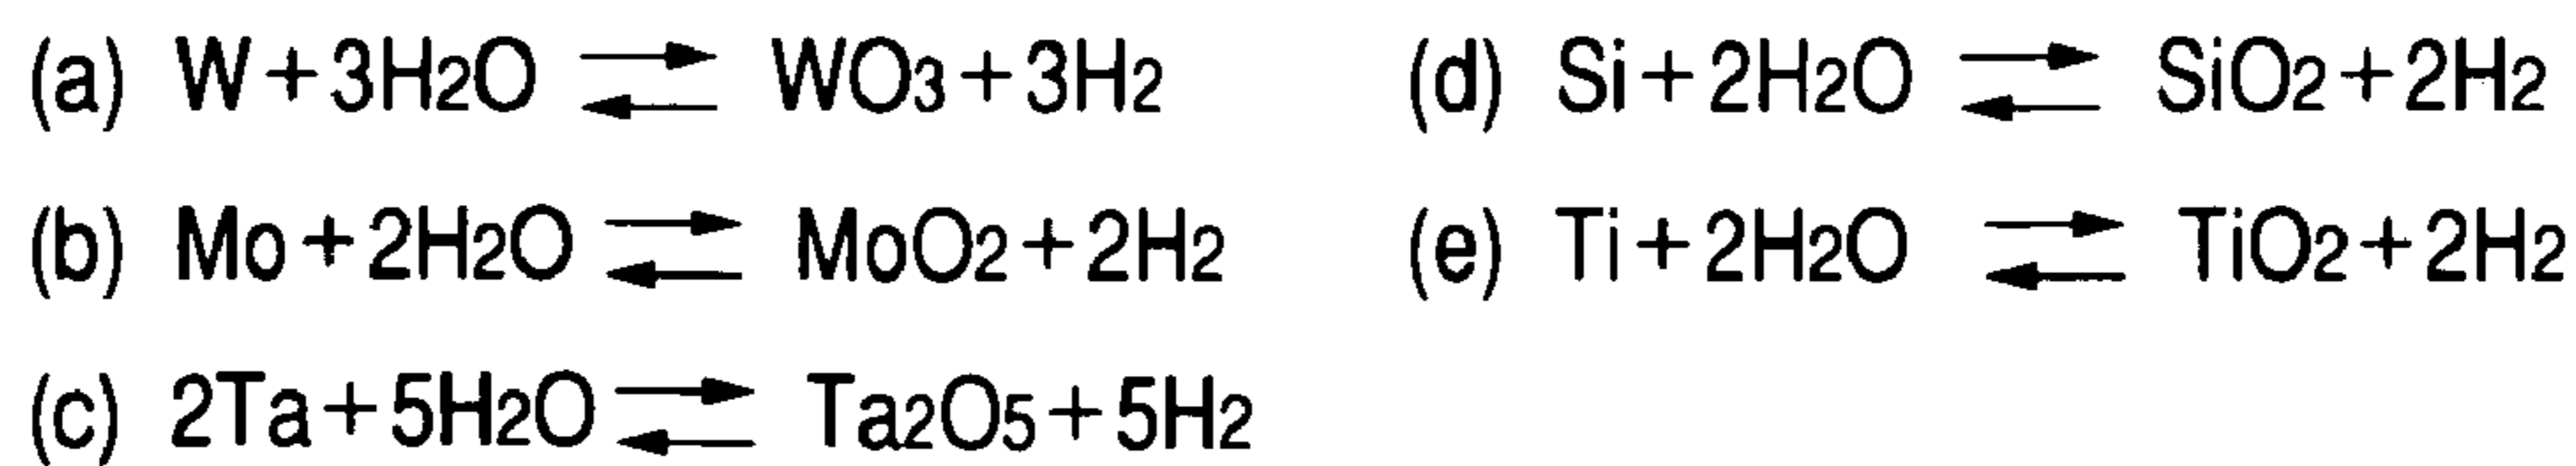 (a) W+3H2O ⇄ WO3+3H2
(b) Mo+2H2O ⇄ MoO2+2H2
(c) 2Ta+5H2O ⇄ Ta2O5+5H2
(d) Si+2H2O ⇄ SiO2+2H2
(e) Ti+2H2O ⇄ TiO2+2H2